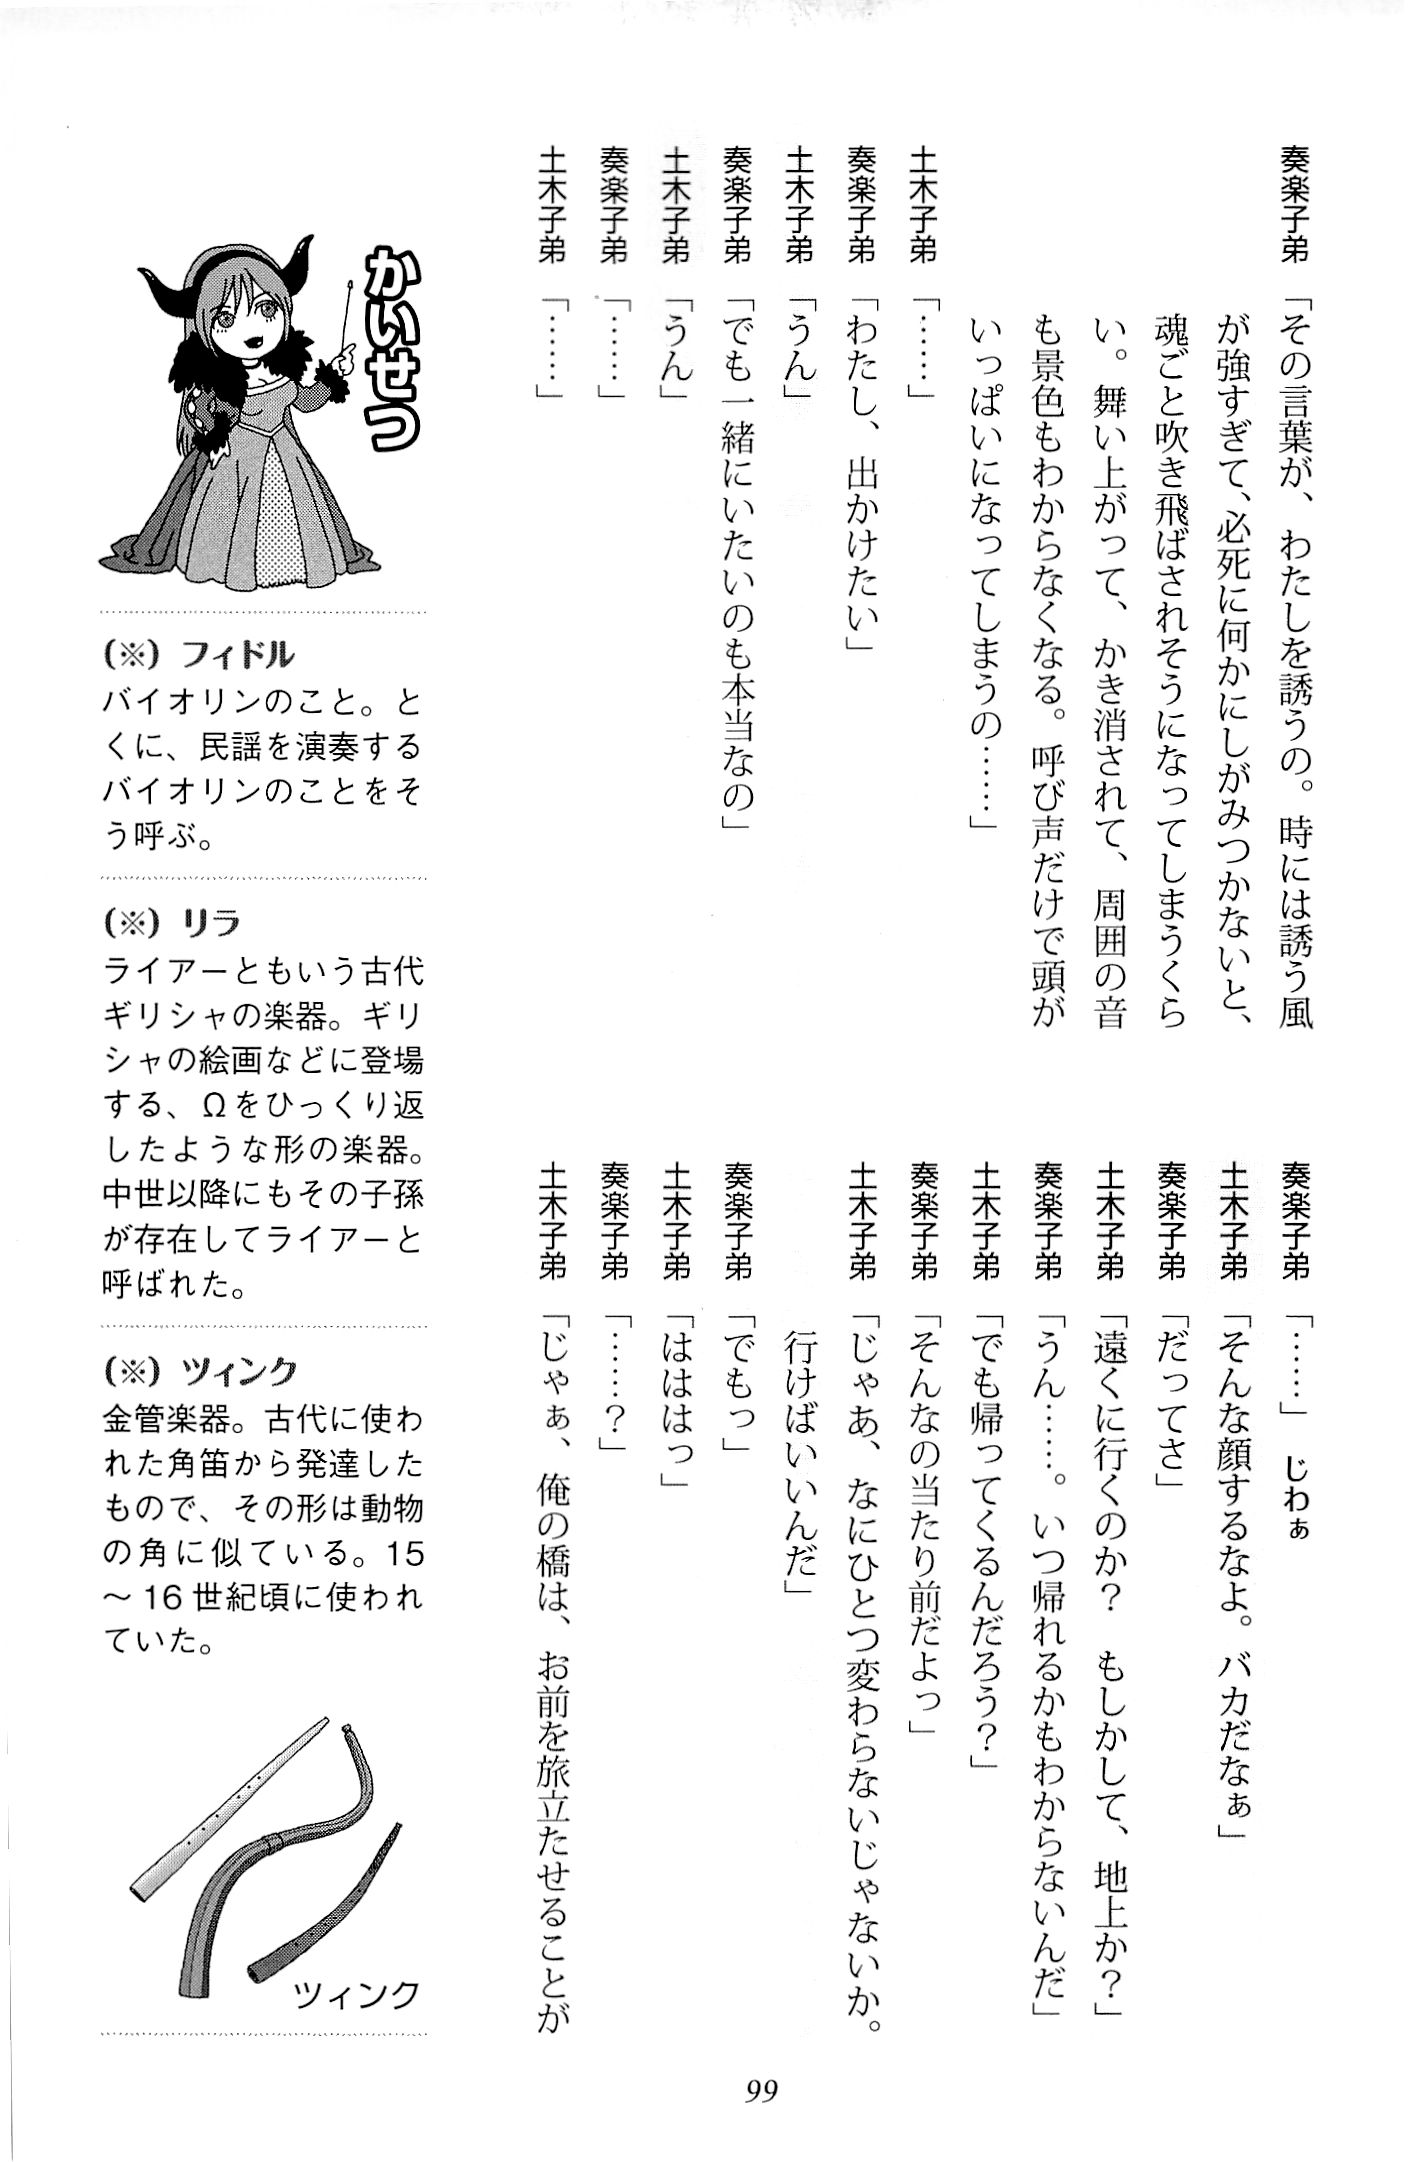 奏楽子弟「その言葉が、わたしを誘うの。時には誘う風
が強すぎて、必死に何かにしがみつかないと、
魂ごと吹き飛ばされそうになってしまうくら
い。舞い上がって、かき消されて、周囲の音
も景色もわからなくなる。呼び声だけで頭が
いっぱいになってしまうの……」
土木子弟「……」
奏楽子弟「わたし、出かけたい」
土木子弟「うん」
奏楽子弟「でも一緒にいたいのも本当なの」
土木子弟「うん」
奏楽子弟「……」
土木子弟「……」
奏楽子弟「……」　じわぁ
土木子弟「そんな顔するなよ。バカだなぁ」
奏楽子弟「だってさ」
土木子弟「遠くに行くのか？　もしかして、地上か？」
奏楽子弟「うん……。いつ帰れるかもわからないんだ」
土木子弟「でも帰ってくるんだろう？」
奏楽子弟「そんなの当たり前だよっ」
土木子弟「じゃあ、なにひとつ変わらないじゃないか。
行けばいいんだ」
奏楽子弟「でもっ」
土木子弟「はははっ」
奏楽子弟「……？」
土木子弟「じゃぁ、俺の橋は、お前を旅立たせることが
かいせつ
（※）フィドル
バイオリンのこと。と
くに、民謡を演奏する
バイオリンのことをそ
う呼ぶ。
（※）リラ
ライアーともいう古代
ギリシャの楽器。ギリ
シャの絵画などに登場
する、Ωをひっくり返
したような形の楽器。
中世以降にもその子孫
が存在してライアーと
呼ばれた。
（※）ツィンク
金管楽器。古代に使わ
れた角笛から発達した
もので、その形は動物
の角に似ている。15
～16世紀頃に使われ
ていた。
ツィンク
99